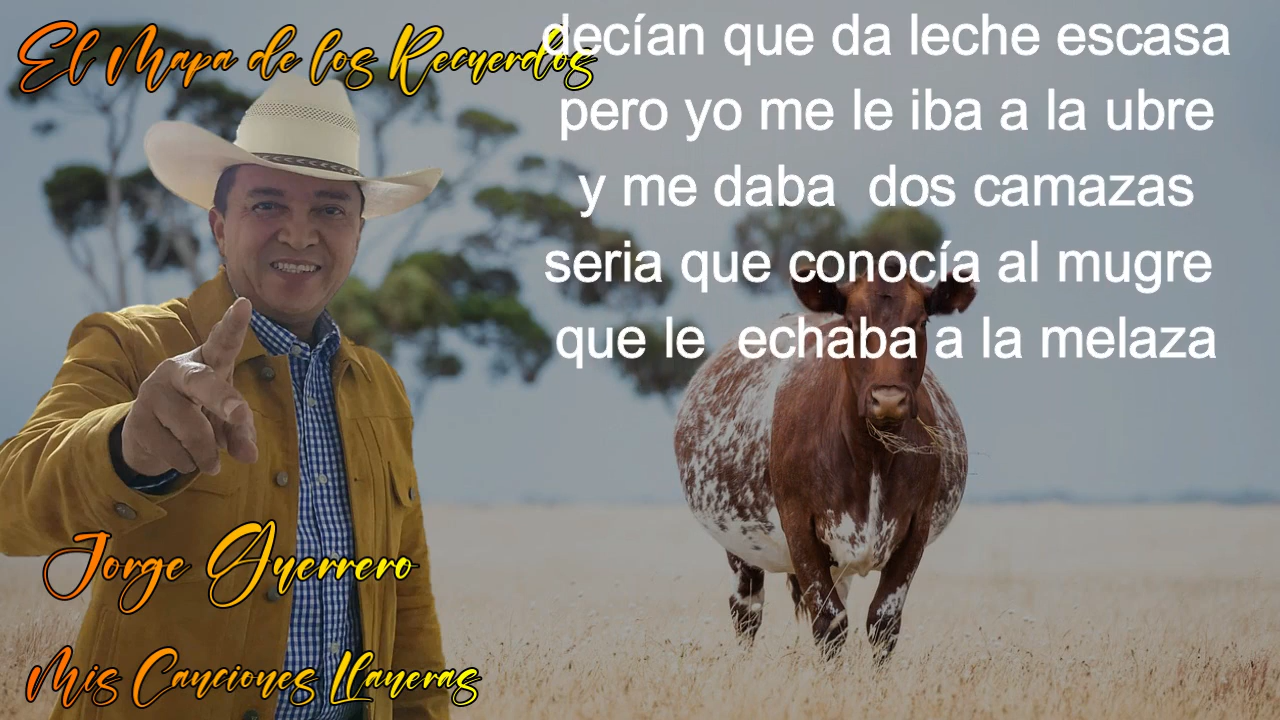 El Mapa de los Recuerdos
decían que da leche escasa
pero yo me le iba a la ubre
y me daba  dos camazas
seria que conocía al mugre
que le  echaba a la melaza
Jorge Guerrero
Mis Canciones Llaneras